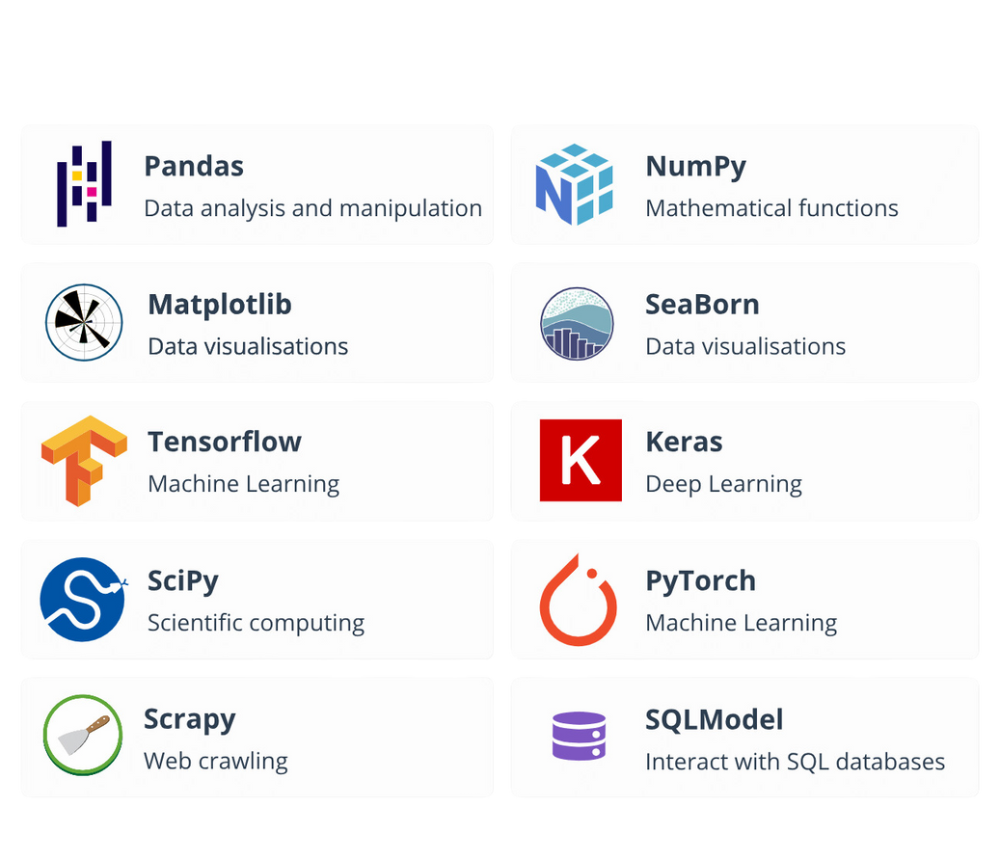 Pandas
Data analysis and manipulation
NumPy
Mathematical functions
Matplotlib
Data visualisations
SeaBorn
Data visualisations
Tensorflow
Machine Learning
K
Keras
Deep Learning
SciPy
Scientific computing
PyTorch
Machine Learning
Scrapy
Web crawling
SQLModel
Interact with SQL databases